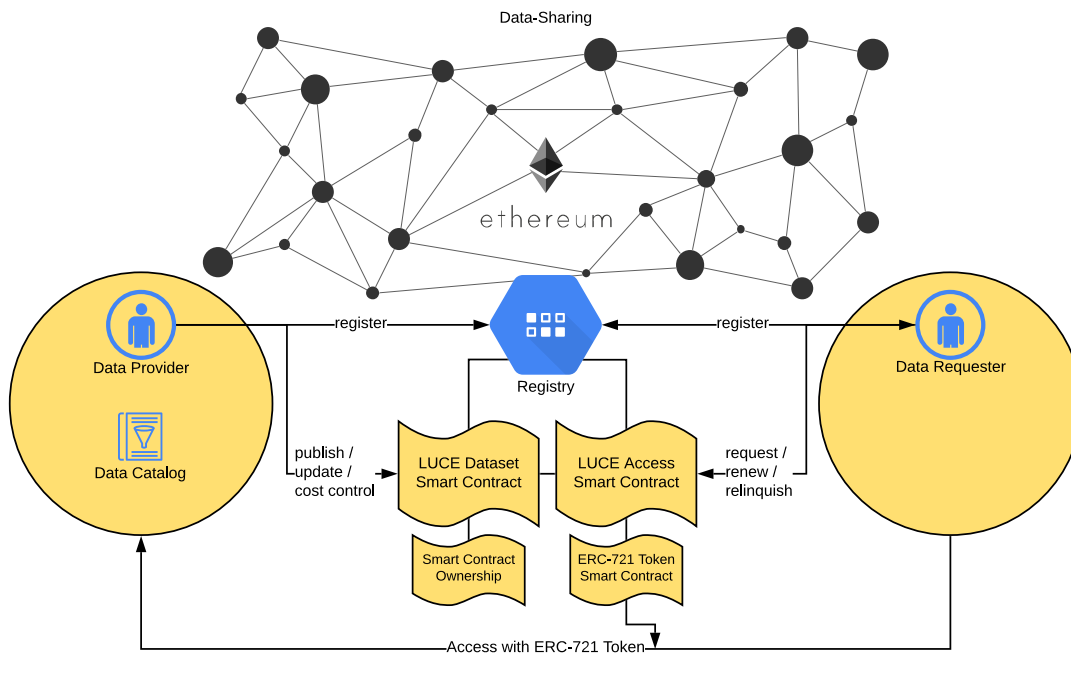 Data-Sharing
ethereum
register
register
Data Provider
Registry
Data Requester
Data Catalog
publish /
update /
cost control
LUCE Dataset
Smart Contract
LUCE Access
Smart Contract
request /
renew /
relinquish
Smart Contract
Ownership
ERC-721 Token
Smart Contract
Access with ERC-721 Token